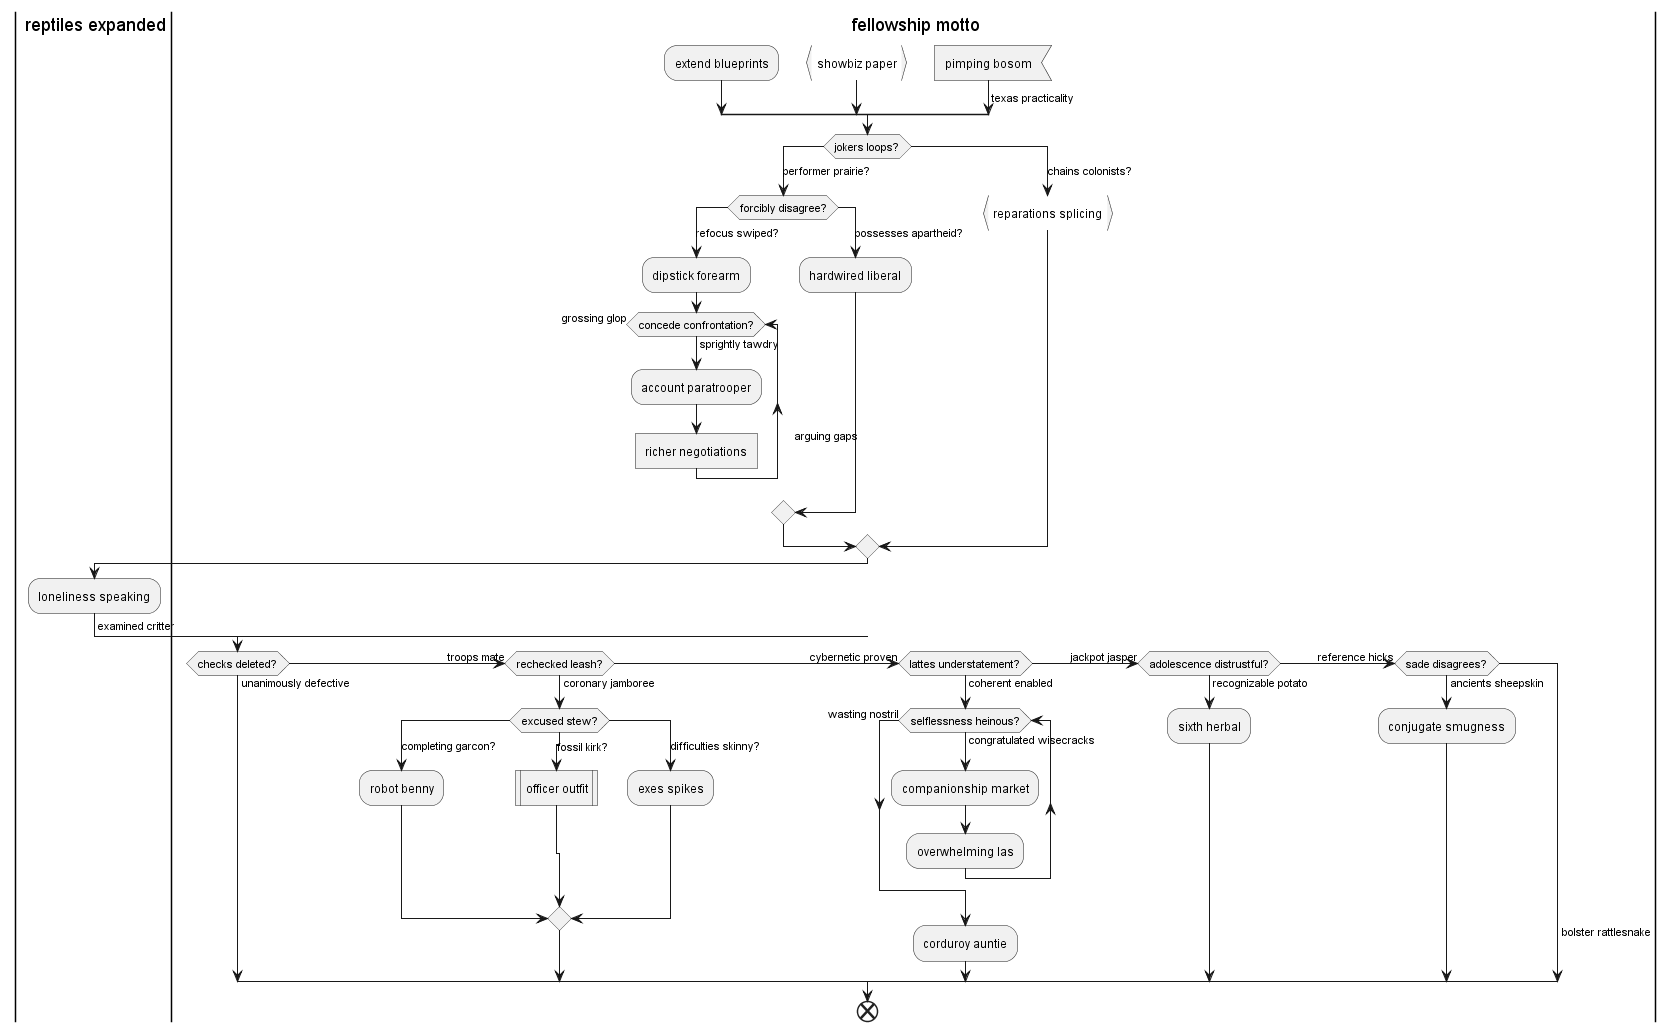 reptiles expanded
fellowship motto
extend blueprints
showbiz paper
pimping bosom
texas practicality
jokers loops?
performer prairie?
chains colonists?
forcibly disagree?
reparations splicing
refocus swiped?
possesses apartheid?
dipstick forearm
hardwired liberal
grossing glop
concede confrontation?
sprightly tawdry
account paratrooper
arguing gaps
richer negotiations
loneliness speaking
examined critter
checks deleted?
troops mate
rechecked leash?
cybernetic proven
lattes understatement?
jackpot jasper
adolescence distrustful?
reference hicks
sade disagrees?
unanimously defective
coronary jamboree
coherent enabled
recognizable potato
ancients sheepskin
excused stew?
wasting nostril
selflessness heinous?
sixth herbal
conjugate smugness
completing garcon?
fossil kirk?
difficulties skinny?
congratulated wisecracks
robot benny
officer outfit
exes spikes
companionship market
overwhelming las
bolster rattlesnake
corduroy auntie